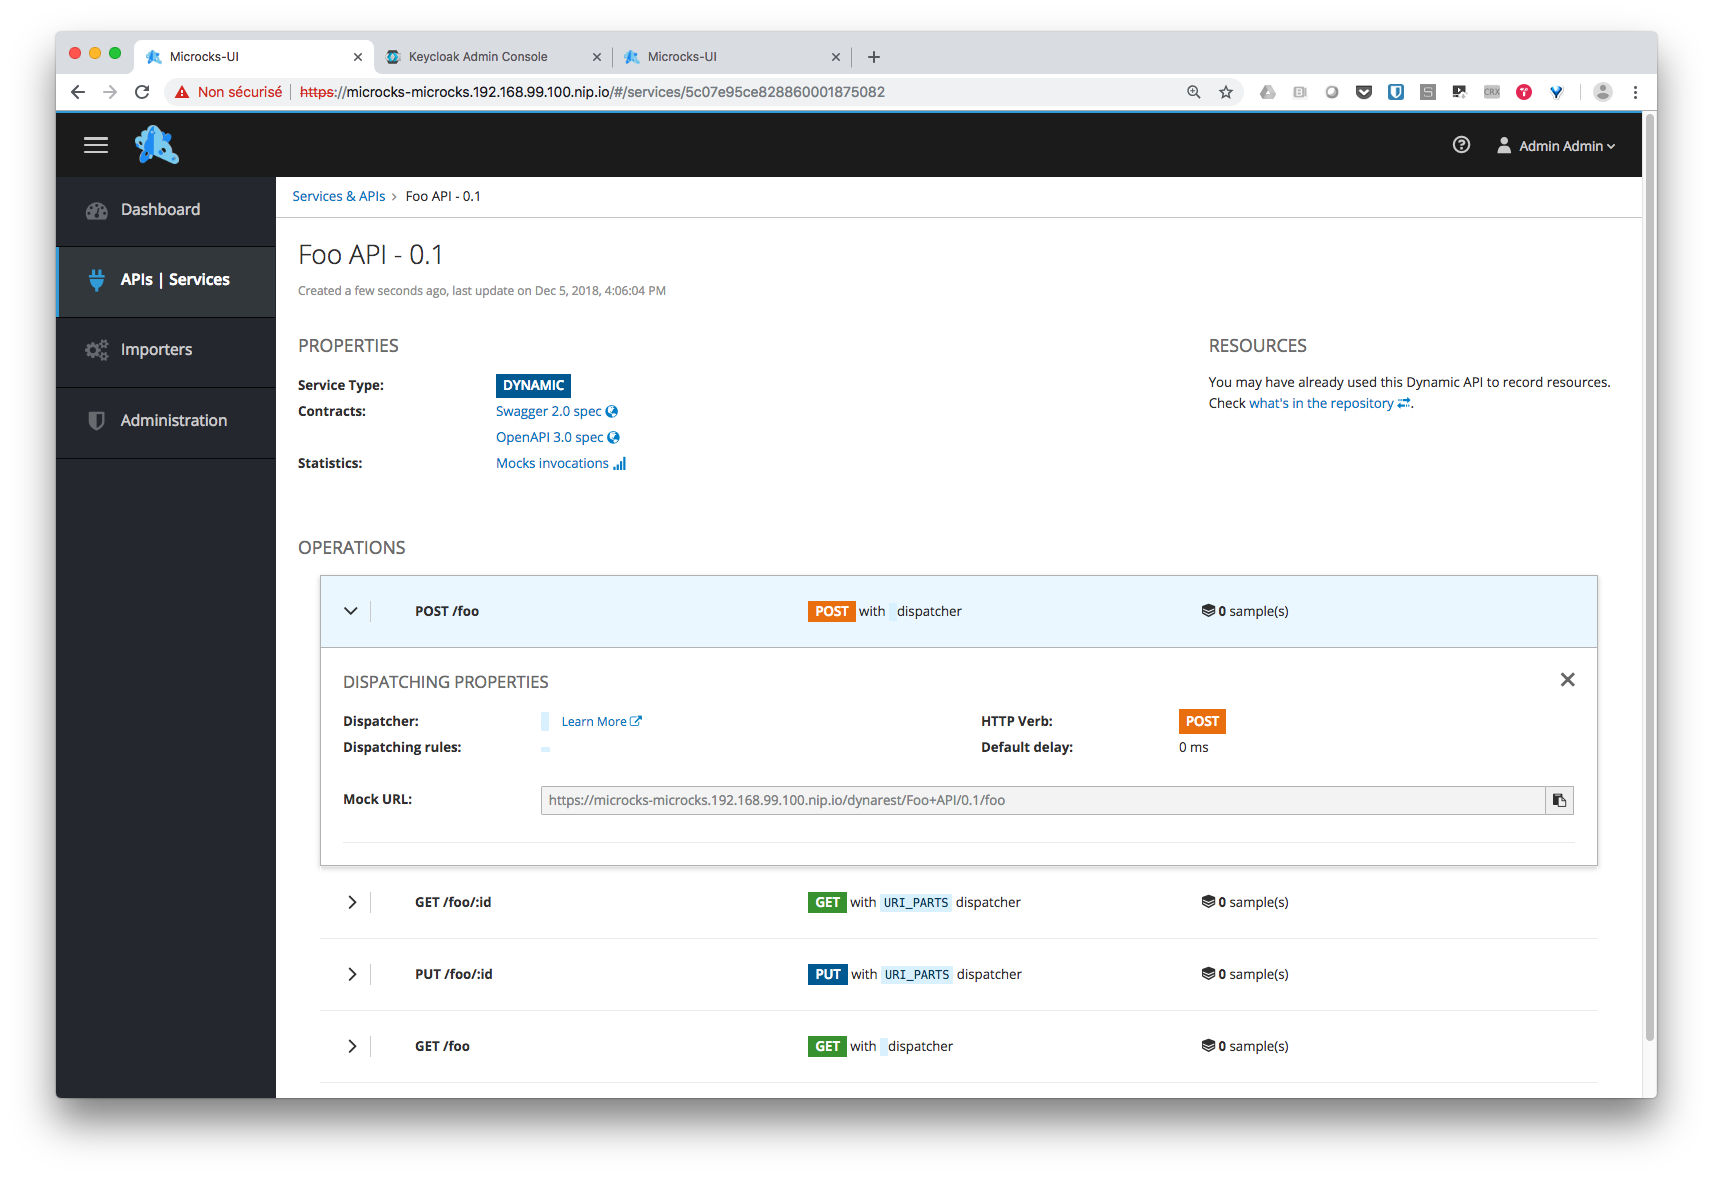 Microcks-UI
Keycloak Admin Console
Microcks-UI
Non sécurisé https://microcks-microcks.192.168.99.100.nip.io/#/services/5c07e95ce828860001875082
CRX
Admin Admin
Dashboard
APIs | Services
Importers
Administration
Services & APIs > Foo API - 0.1
Foo API - 0.1
Created a few seconds ago, last update on Dec 5, 2018, 4:06:04 PM
PROPERTIES
Service Type: DYNAMIC
Contracts: Swagger 2.0 spec
OpenAPI 3.0 spec
Statistics: Mocks invocations
RESOURCES
You may have already used this Dynamic API to record resources.
Check what's in the repository .
OPERATIONS
POST /foo POST with dispatcher 0 sample(s)
DISPATCHING PROPERTIES
Dispatcher: Learn More
Dispatching rules:
HTTP Verb: POST
Default delay: 0 ms
Mock URL: https://microcks-microcks.192.168.99.100.nip.io/dynarest/Foo+API/0.1/foo
GET /foo/:id GET with URI_PARTS dispatcher 0 sample(s)
PUT /foo/:id PUT with URI_PARTS dispatcher 0 sample(s)
GET /foo GET with dispatcher 0 sample(s)